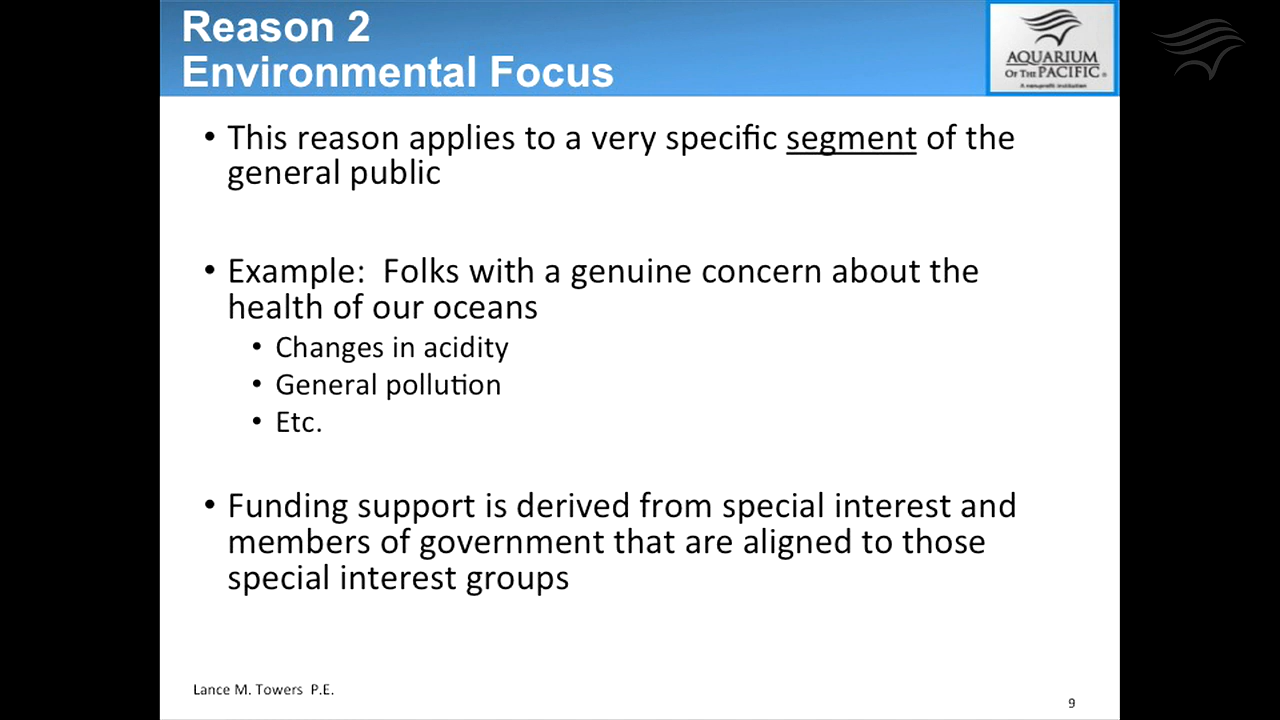 Reason 2
Environmental Focus
AQUARIUM
OF THE PACIFIC
A nonprofit institution
• This reason applies to a very specific segment of the
general public
• Example:  Folks with a genuine concern about the
health of our oceans
• Changes in acidity
• General pollution
• Etc.
• Funding support is derived from special interest and
members of government that are aligned to those
special interest groups
Lance M. Towers  P.E.
9